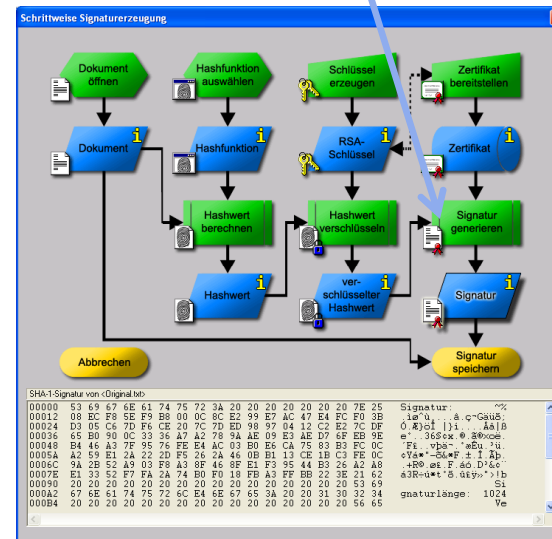 Schrittweise Signaturerzeugung
Dokument
öffnen
Hashfunktion
auswählen
Schlüssel
erzeugen
Zertifikat
bereitstellen
Dokument
Hashfunktion
RSA-
Schlüssel
Zertifikat
Hashwert
berechnen
Hashwert
verschlüsseln
Signatur
generieren
Hashwert
ver-
schlüsselter
Hashwert
Signatur
Abbrechen
Signatur
speichern
SHA-1-Signatur von <Original.txt>
00000 53 69 67 6E 61 74 75 72 3A 20 20 20 20 20 20 20 7E 25 Signatur: ~%
00012 08 EC F8 5E F9 B8 00 0C 8C E2 99 E7 AC 47 E4 FC F0 3B
00024 D3 05 C6 7D F6 CE 20 7C 7D ED 98 97 04 12 C2 E2 7C DF
00036 65 B0 90 0C 33 36 A7 A2 78 9A AE 09 E3 AE D7 6F EB 9E
00048 B4 46 A3 7F 95 76 FE E4 AC 03 B0 E6 CA 75 83 B3 FC 0C
0005A A2 59 E1 2A 22 2D F5 26 2A 46 0B B1 13 CE 1B C3 FE 0C
0006C 9A 2B 52 A9 03 F8 A3 8F 46 8F E1 F3 95 44 B3 26 A2 A8
0007E E1 33 52 F7 FA 2A 74 B0 F0 18 FB A3 FF BB 22 3E 21 62
00090 20 20 20 20 20 20 20 20 20 20 20 20 20 20 20 20 53 69 Si
000A2 67 6E 61 74 75 72 6C E4 6E 67 65 3A 20 20 31 30 32 34 gnaturlänge: 1024
000B4 20 20 20 20 20 20 20 20 20 20 20 20 20 20 20 20 56 65 Ve